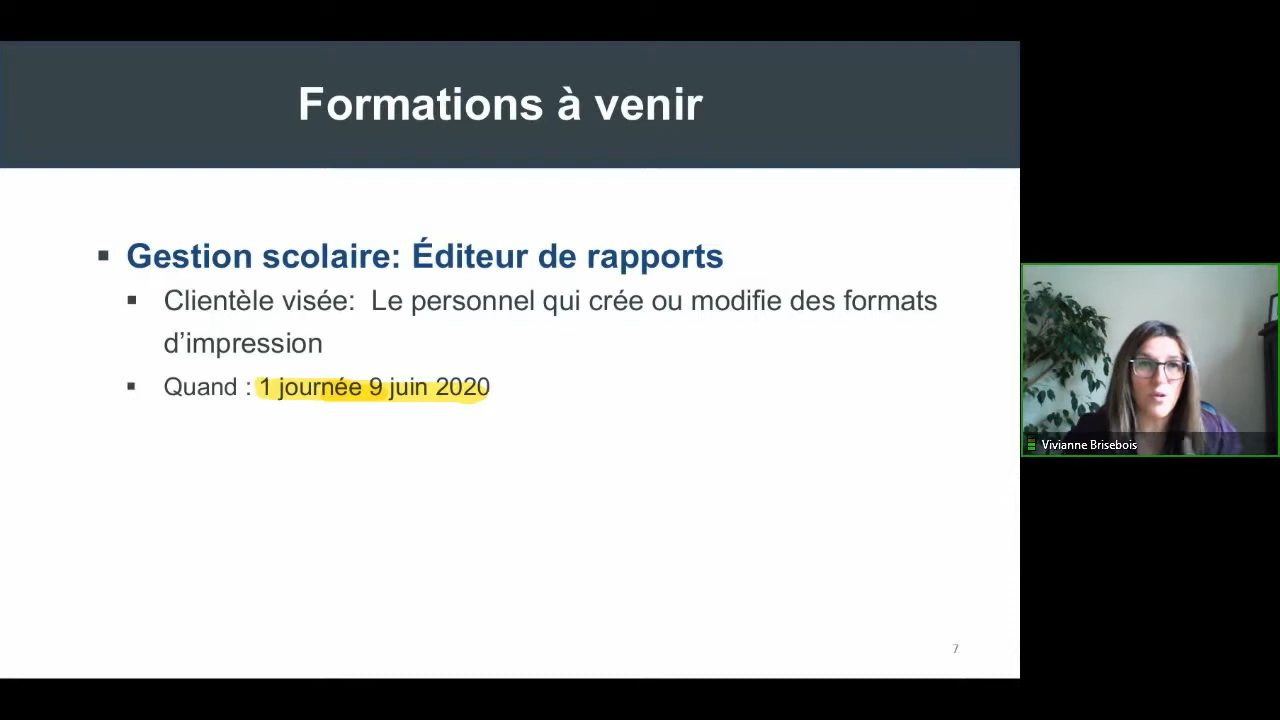 Formations à venir
▪ Gestion scolaire: Éditeur de rapports
▪ Clientèle visée: Le personnel qui crée ou modifie des formats
d’impression
▪ Quand : 1 journée 9 juin 2020
Vivianne Brisebois
7